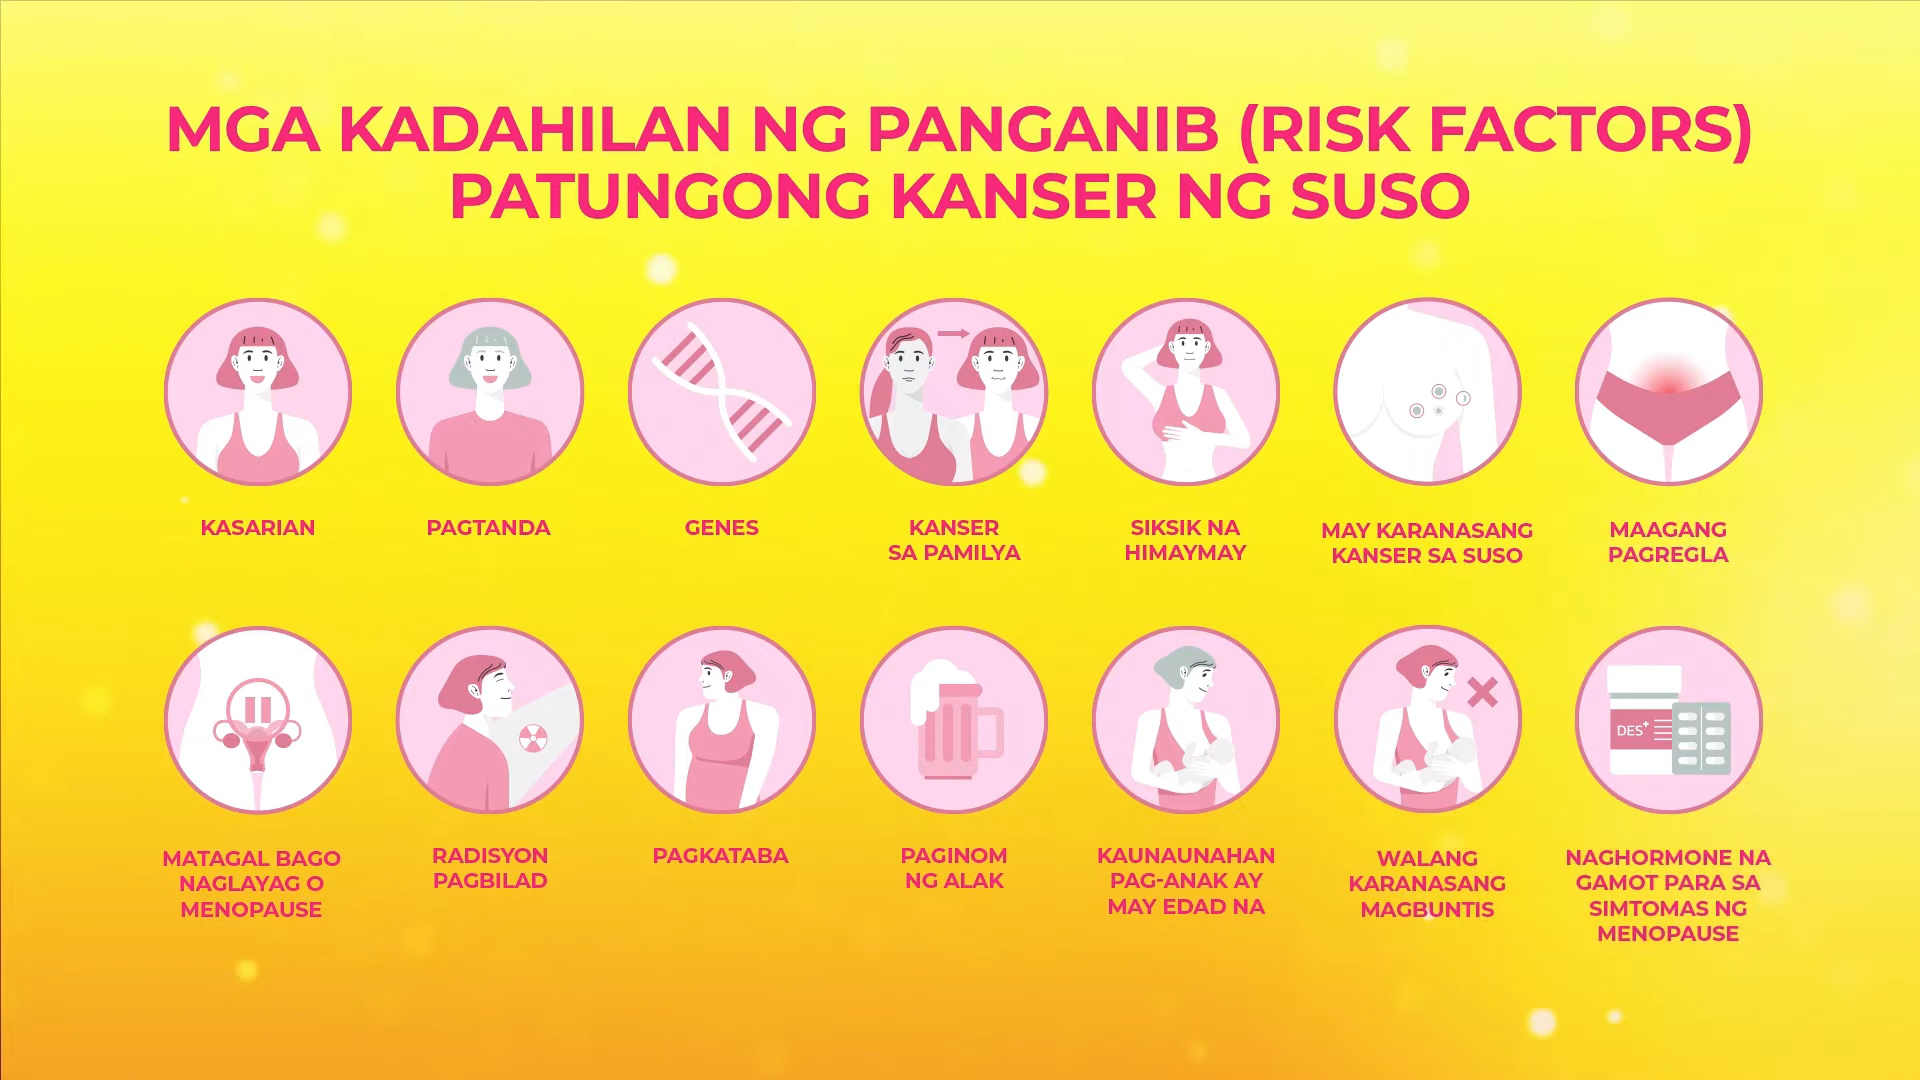 MGA KADAHILAN NG PANGANIB (RISK FACTORS)
PATUNGONG KANSER NG SUSO
KASARIAN
PAGTANDA
GENES
KANSER
SA PAMILYA
SIKSIK NA
HIMAYMAY
MAY KARANASANG
KANSER SA SUSO
MAAGANG
PAGREGLA
MATAGAL BAGO
NAGLAYAG O
MENOPAUSE
RADISYON
PAGBILAD
PAGKATABA
PAGINOM
NG ALAK
KAUNAUNAHAN
PAG-ANAK AY
MAY EDAD NA
WALANG
KARANASANG
MAGBUNTIS
DES+
NAGHORMONE NA
GAMOT PARA SA
SIMTOMAS NG
MENOPAUSE